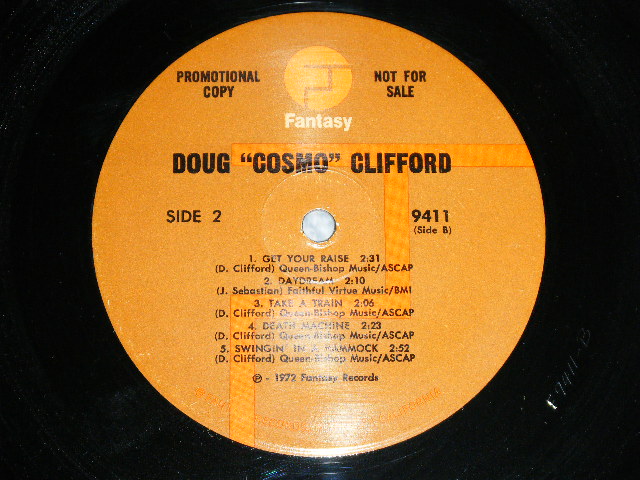 PROMOTIONAL COPY
NOT FOR SALE
Fantasy
DOUG "COSMO" CLIFFORD
SIDE 2
9411
(Side B)
1. GET YOUR RAISE 2:31
(D. Clifford) Queen-Bishop Music/ASCAP
2. DAYDREAM 2:10
(J. Sebastian) Faithful Virtue Music/BMI
3. TAKE A TRAIN 2:06
(D. Clifford) Queen-Bishop Music/ASCAP
4. DEATH MACHINE 2:23
(D. Clifford) Queen-Bishop Music/ASCAP
5. SWINGIN' IN A HAMMOCK 2:52
(D. Clifford) Queen-Bishop Music/ASCAP
℗ - 1972 Fantasy Records